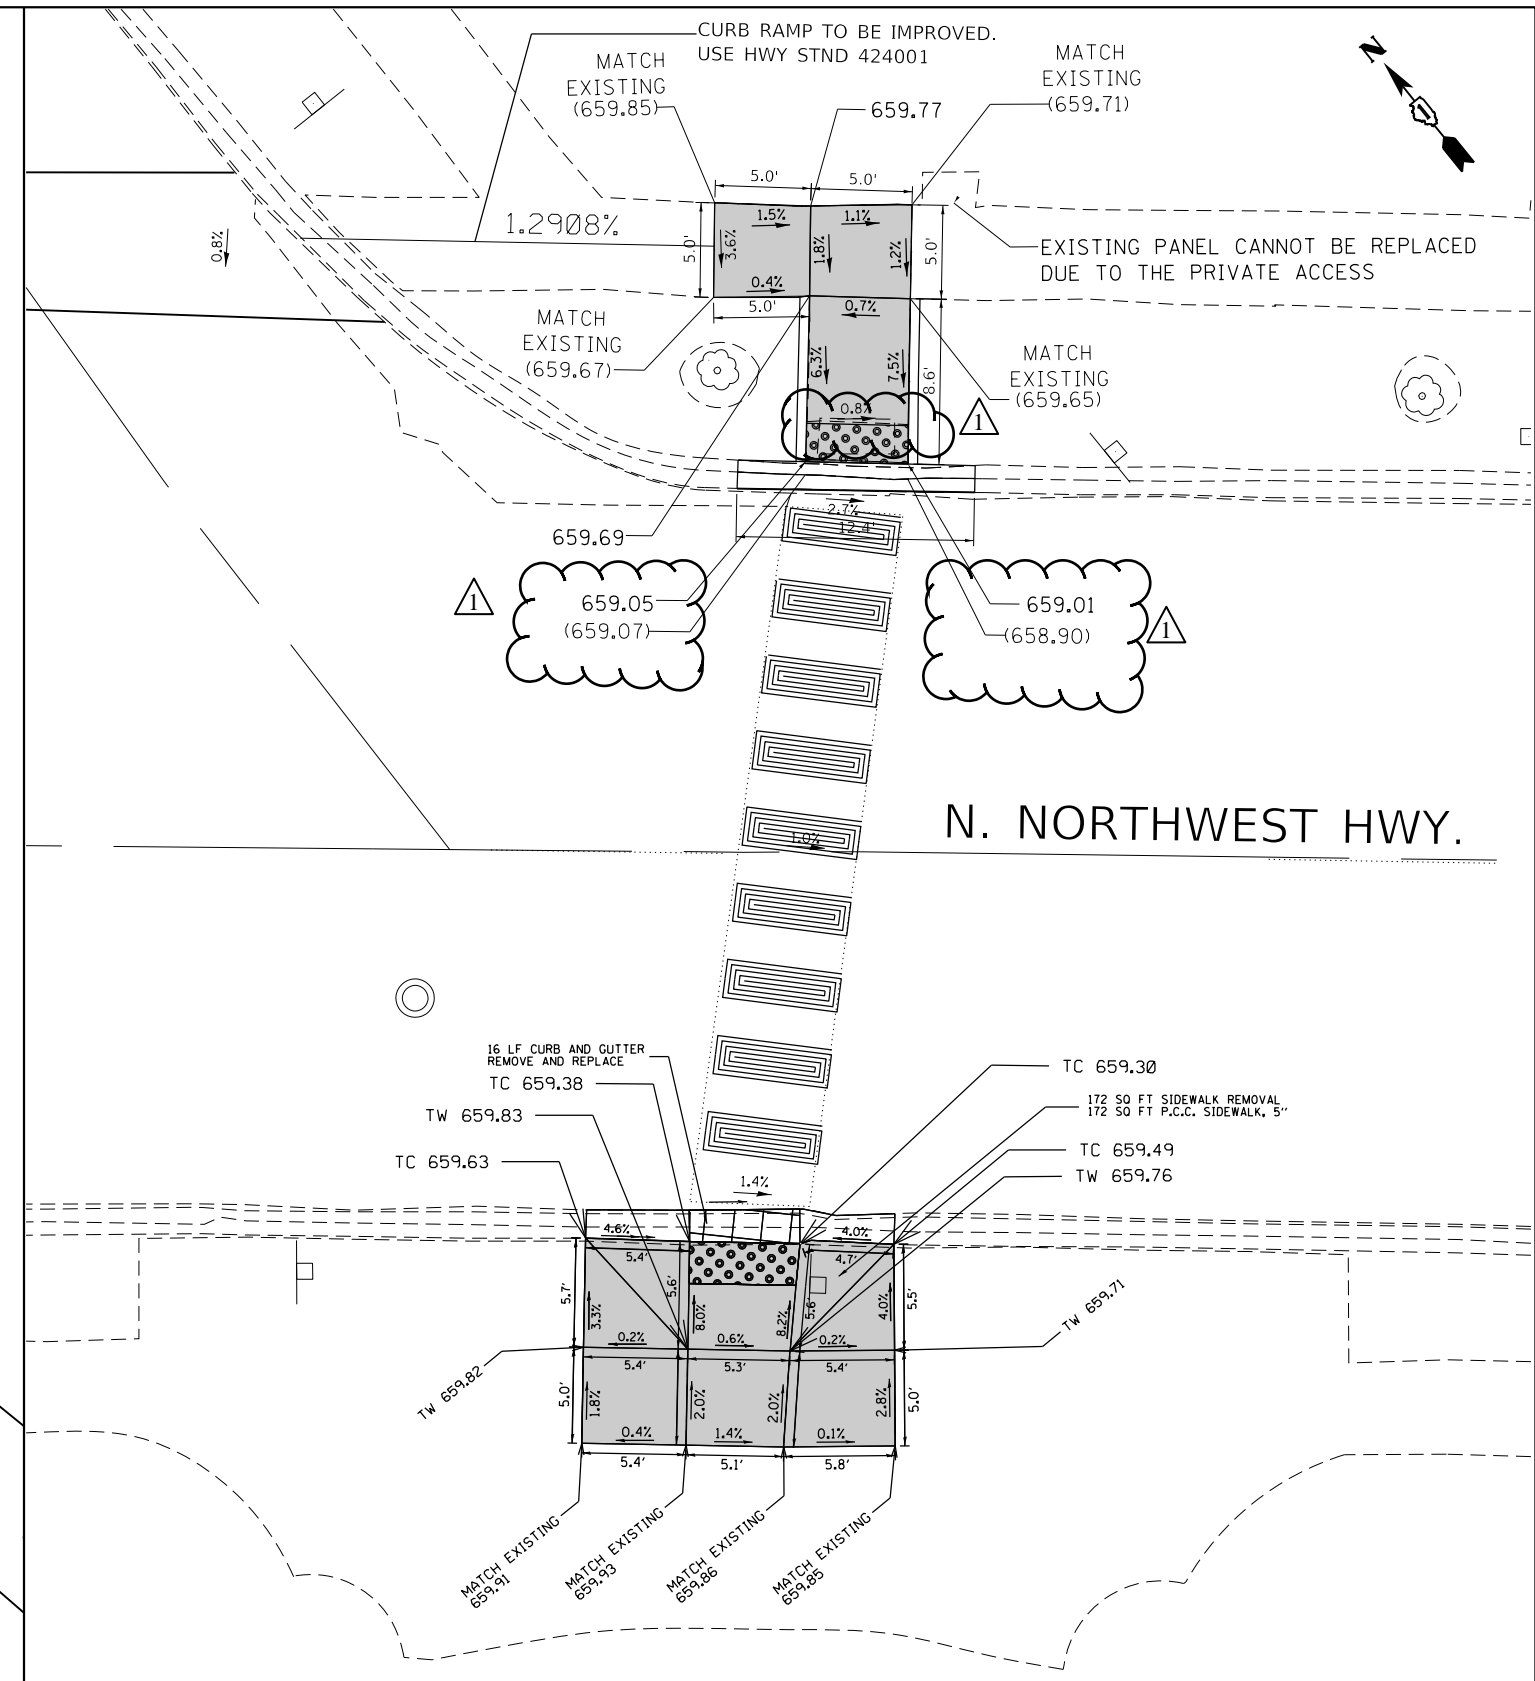 CURB RAMP TO BE IMPROVED.
USE HWY STND 424001
MATCH
EXISTING
(659.85)
659.77
MATCH
EXISTING
(659.71)
N
5.0'
5.0'
1.5%
1.1%
1.2908%
0.8%
5.0'
3.6%
1.8%
1.2%
5.0'
EXISTING PANEL CANNOT BE REPLACED
DUE TO THE PRIVATE ACCESS
0.4%
5.0'
0.7%
MATCH
EXISTING
(659.67)
6.3%
7.5%
8.6'
MATCH
EXISTING
(659.65)
0.8%
1
2.7%
12.4'
659.69
1
659.05
(659.07)
659.01
(658.90)
1
N. NORTHWEST HWY.
1.0%
16 LF CURB AND GUTTER
REMOVE AND REPLACE
TC 659.38
TW 659.83
TC 659.63
TC 659.30
172 SQ FT SIDEWALK REMOVAL
172 SQ FT P.C.C. SIDEWALK, 5"
TC 659.49
TW 659.76
1.4%
4.6%
4.0%
5.4'
4.7'
5.7'
3.3%
5.6'
8.0%
8.2%
5.6'
4.0%
5.5'
0.2%
0.6%
0.2%
5.4'
5.3'
5.4'
TW 659.82
TW 659.71
5.0'
1.8%
2.0%
2.0%
2.8%
5.0'
0.4%
1.4%
0.1%
5.4'
5.1'
5.8'
MATCH EXISTING
659.91
MATCH EXISTING
659.93
MATCH EXISTING
659.86
MATCH EXISTING
659.85